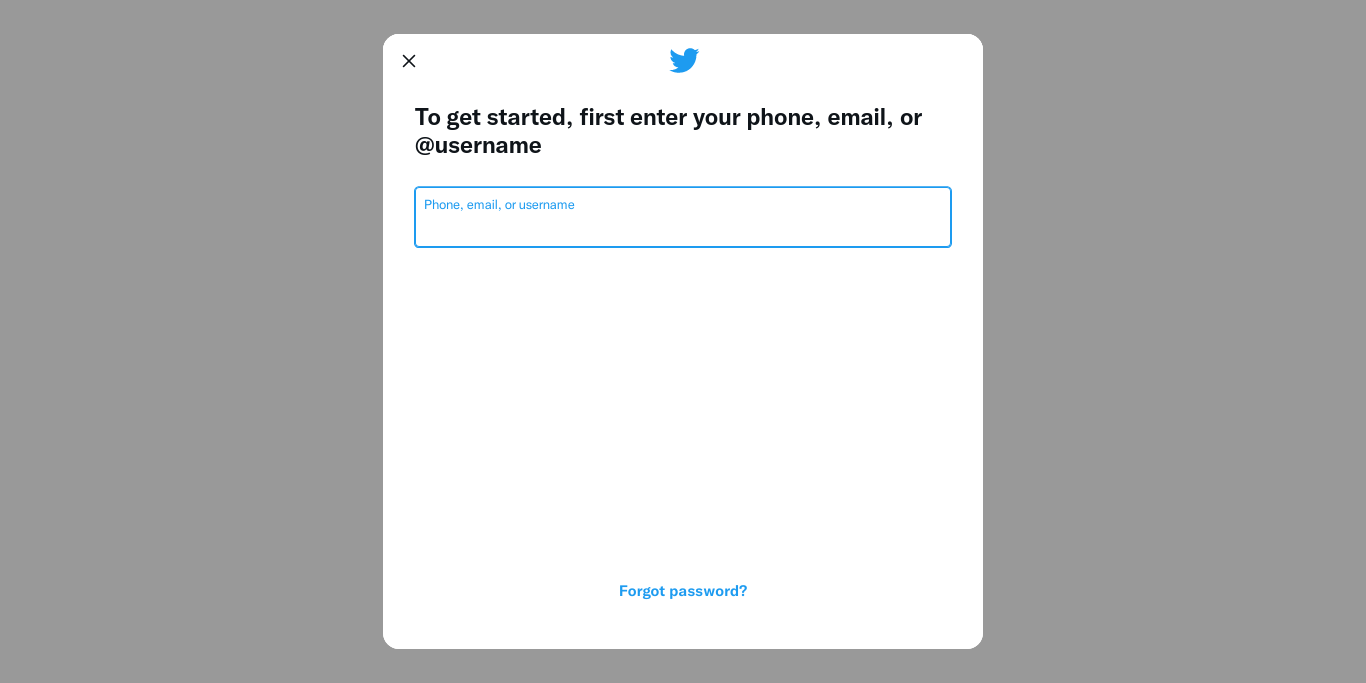 To get started, first enter your phone, email, or
@username
Phone, email, or username
Forgot password?